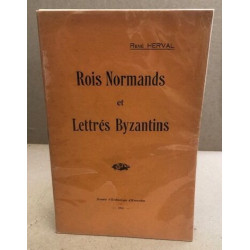 René HERVAL
Rois Normands
et
Lettrés Byzantins